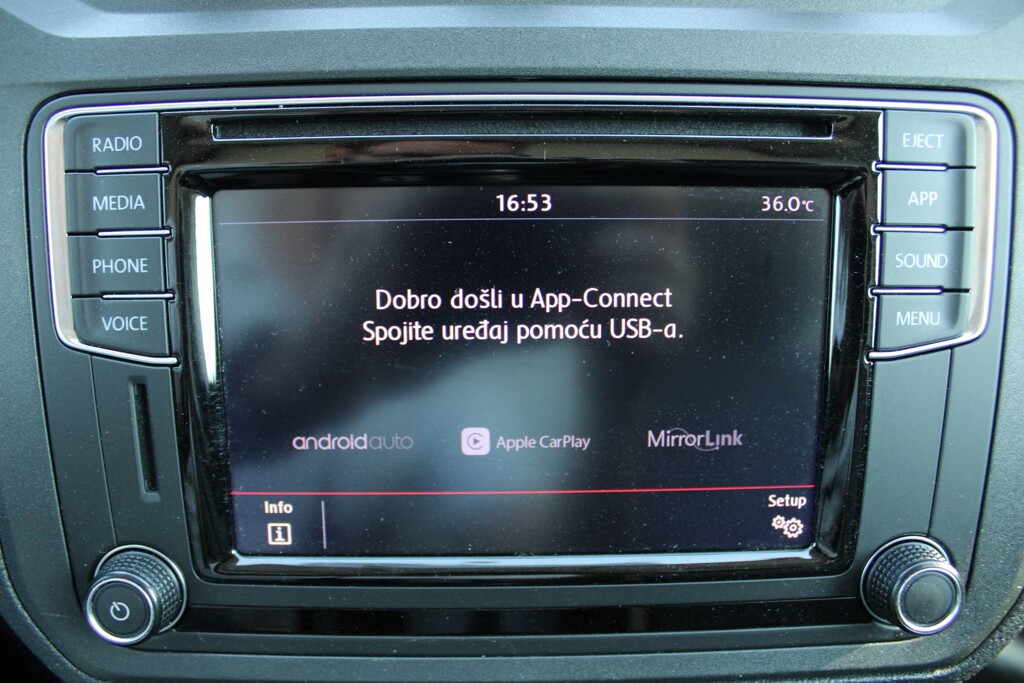 RADIO
MEDIA
PHONE
VOICE
16:53
36.0°C
Dobro došli u App-Connect
Spojite uređaj pomoću USB-a.
androidauto
Apple CarPlay
MirrorLink
Info
Setup
EJECT
APP
SOUND
MENU